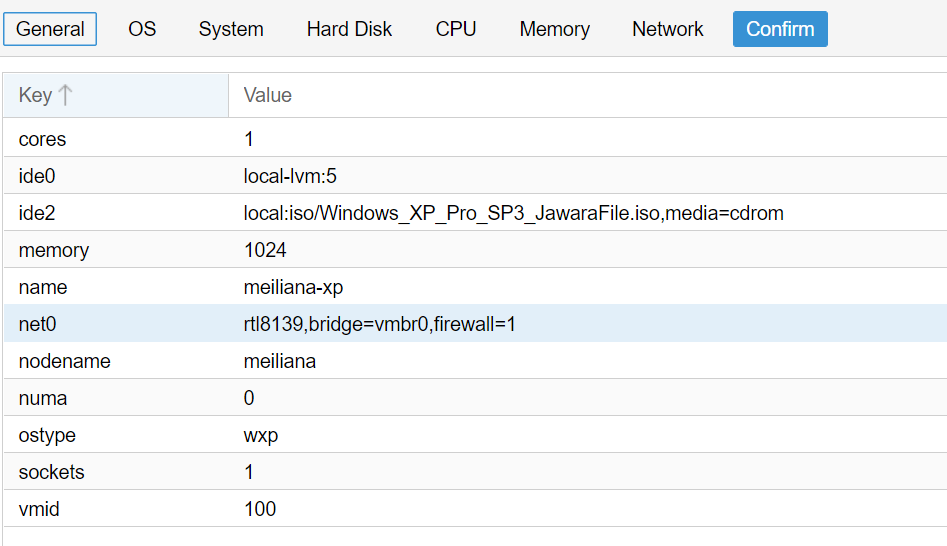 General OS System Hard Disk CPU Memory Network Confirm
Key Value
cores 1
ide0 local-lvm:5
ide2 local:iso/Windows_XP_Pro_SP3_JawaraFile.iso,media=cdrom
memory 1024
name meiliana-xp
net0 rtl8139,bridge=vmbr0,firewall=1
nodename meiliana
numa 0
ostype wxp
sockets 1
vmid 100